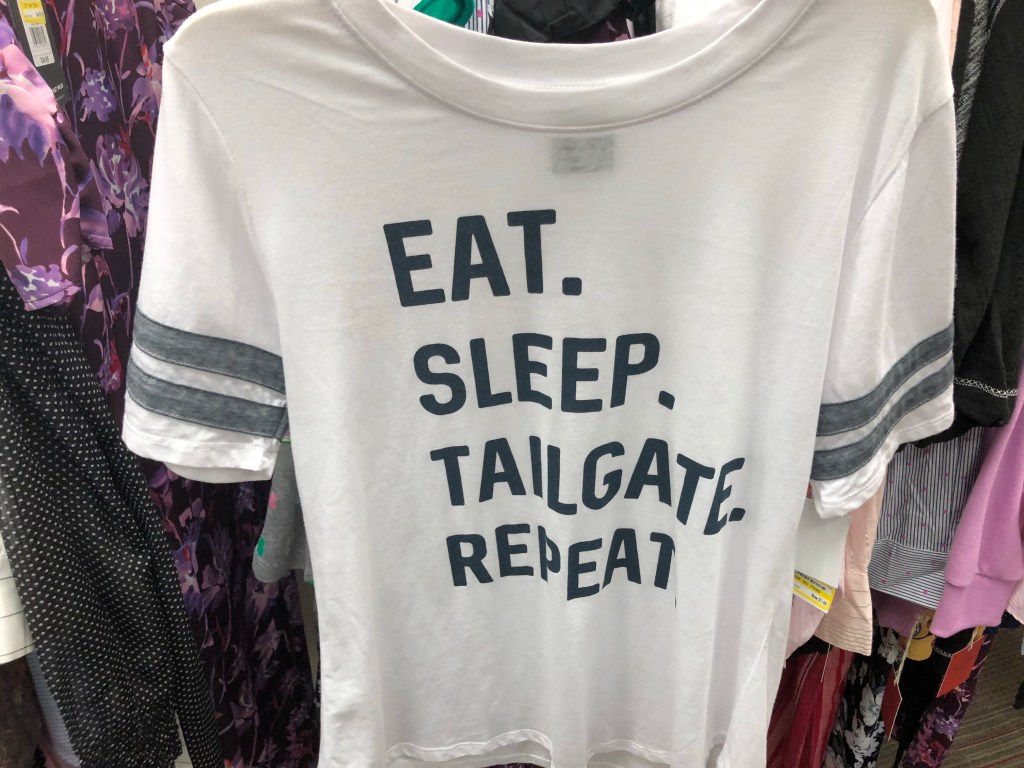 EAT.
SLEEP.
TAILGATE.
REPEAT